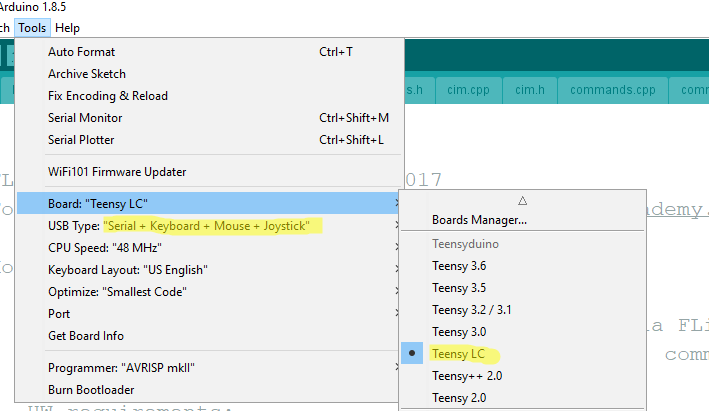 Arduino 1.8.5
ch Tools Help
Auto Format Ctrl+T
Archive Sketch
Fix Encoding & Reload
Serial Monitor Ctrl+Shift+M
Serial Plotter Ctrl+Shift+L
s.h cim.cpp cim.h commands.cpp comm
WiFi101 Firmware Updater
FL 017
Board: "Teensy LC"
Fo ademy.
USB Type: "Serial + Keyboard + Mouse + Joystick"
CPU Speed: "48 MHz"
Keyboard Layout: "US English"
Optimize: "Smallest Code"
Port
Get Board Info
Programmer: "AVRISP mkII"
Burn Bootloader
Boards Manager...
Teensyduino
Teensy 3.6
Teensy 3.5
Teensy 3.2 / 3.1
Teensy 3.0
Teensy LC
Teensy++ 2.0
Teensy 2.0
a FLi
comm
HW requirements: